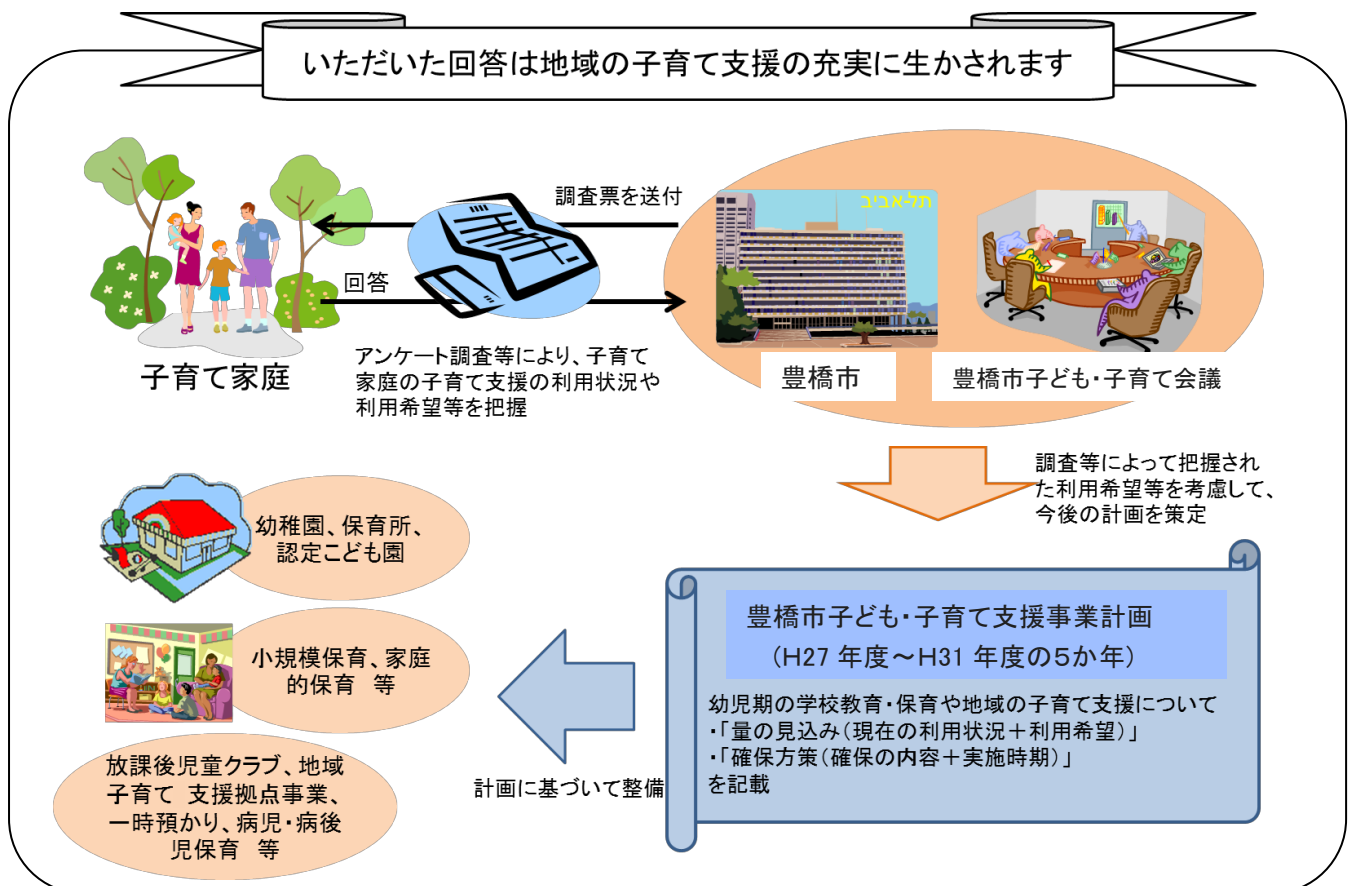 いただいた回答は地域の子育て支援の充実に生かされます
調査票を送付
回答
子育て家庭
アンケート調査等により、子育て
家庭の子育て支援の利用状況や
利用希望等を把握
תל-אביב
豊橋市
豊橋市子ども・子育て会議
調査等によって把握され
た利用希望等を考慮して、
今後の計画を策定
豊橋市子ども・子育て支援事業計画
(H27 年度～H31 年度の5か年)
幼児期の学校教育・保育や地域の子育て支援について
・「量の見込み(現在の利用状況+利用希望)」
・「確保方策(確保の内容+実施時期)」
を記載
計画に基づいて整備
幼稚園、保育所、
認定こども園
小規模保育、家庭
的保育 等
放課後児童クラブ、地域
子育て 支援拠点事業、
一時預かり、病児・病後
児保育 等